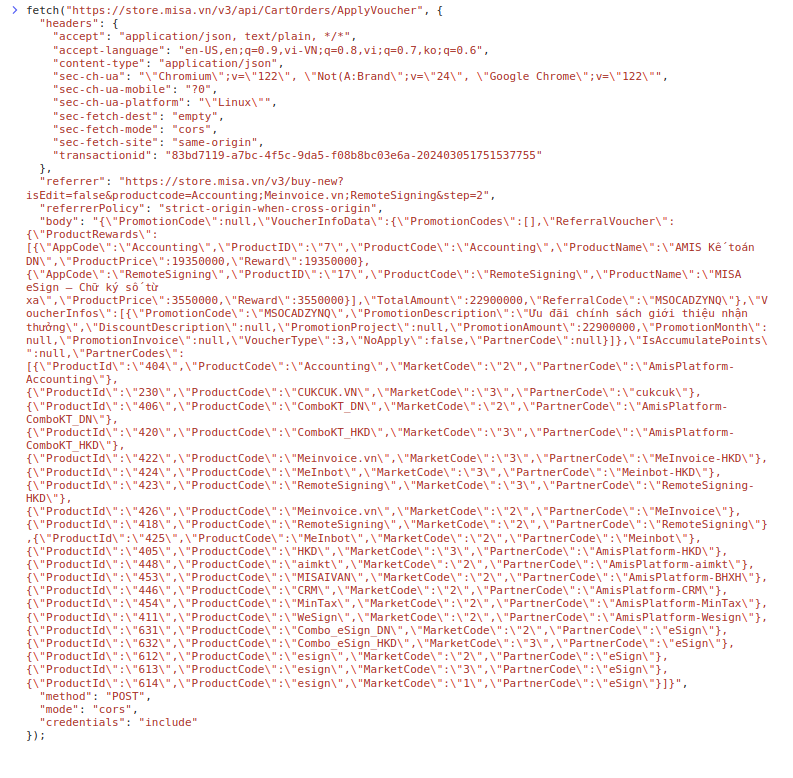 fetch("https://store.misa.vn/v3/api/CartOrders/ApplyVoucher", {
"headers": {
"accept": "application/json, text/plain, */*",
"accept-language": "en-US,en;q=0.9,vi-VN;q=0.8,vi;q=0.7,ko;q=0.6",
"content-type": "application/json",
"sec-ch-ua": "\"Chromium\";v=\"122\", \"Not(A:Brand\";v=\"24\", \"Google Chrome\";v=\"122\"",
"sec-ch-ua-mobile": "?0",
"sec-ch-ua-platform": "\"Linux\"",
"sec-fetch-dest": "empty",
"sec-fetch-mode": "cors",
"sec-fetch-site": "same-origin",
"transactionid": "83bd7119-a7bc-4f5c-9da5-f08b8bc03e6a-202403051751537755"
},
"referrer": "https://store.misa.vn/v3/buy-new?
isEdit=false&productcode=Accounting;Meinvoice.vn;RemoteSigning&step=2",
"referrerPolicy": "strict-origin-when-cross-origin",
"body": "{\"PromotionCode\":null,\"VoucherInfoData\":{\"PromotionCodes\":[],\"ReferralVoucher\":
{\"ProductRewards\":
[{\"AppCode\":\"Accounting\",\"ProductID\":\"7\",\"ProductCode\":\"Accounting\",\"ProductName\":\"AMIS Kế toán
DN\",\"ProductPrice\":19350000,\"Reward\":19350000},
{\"AppCode\":\"RemoteSigning\",\"ProductID\":\"17\",\"ProductCode\":\"RemoteSigning\",\"ProductName\":\"MISA
eSign – Chữ ký số từ
xa\",\"ProductPrice\":3550000,\"Reward\":3550000}],\"TotalAmount\":22900000,\"ReferralCode\":\"MSOCADZYNQ\"},\"V
oucherInfos\":[{\"PromotionCode\":\"MSOCADZYNQ\",\"PromotionDescription\":\"Ưu đãi chính sách giới thiệu nhận
thưởng\",\"DiscountDescription\":null,\"PromotionProject\":null,\"PromotionAmount\":22900000,\"PromotionMonth\":
null,\"PromotionInvoice\":null,\"VoucherType\":3,\"NoApply\":false,\"PartnerCode\":null}]},\"IsAccumulatePoints\
":null,\"PartnerCodes\":
[{\"ProductId\":\"404\",\"ProductCode\":\"Accounting\",\"MarketCode\":\"2\",\"PartnerCode\":\"AmisPlatform-
Accounting\"},
{\"ProductId\":\"230\",\"ProductCode\":\"CUKCUK.VN\",\"MarketCode\":\"3\",\"PartnerCode\":\"cukcuk\"},
{\"ProductId\":\"406\",\"ProductCode\":\"ComboKT_DN\",\"MarketCode\":\"2\",\"PartnerCode\":\"AmisPlatform-
ComboKT_DN\"},
{\"ProductId\":\"420\",\"ProductCode\":\"ComboKT_HKD\",\"MarketCode\":\"3\",\"PartnerCode\":\"AmisPlatform-
ComboKT_HKD\"},
{\"ProductId\":\"422\",\"ProductCode\":\"Meinvoice.vn\",\"MarketCode\":\"3\",\"PartnerCode\":\"MeInvoice-HKD\"},
{\"ProductId\":\"424\",\"ProductCode\":\"MeInbot\",\"MarketCode\":\"3\",\"PartnerCode\":\"Meinbot-HKD\"},
{\"ProductId\":\"423\",\"ProductCode\":\"RemoteSigning\",\"MarketCode\":\"3\",\"PartnerCode\":\"RemoteSigning-
HKD\"},
{\"ProductId\":\"426\",\"ProductCode\":\"Meinvoice.vn\",\"MarketCode\":\"2\",\"PartnerCode\":\"MeInvoice\"},
{\"ProductId\":\"418\",\"ProductCode\":\"RemoteSigning\",\"MarketCode\":\"2\",\"PartnerCode\":\"RemoteSigning\"}
,{\"ProductId\":\"425\",\"ProductCode\":\"MeInbot\",\"MarketCode\":\"2\",\"PartnerCode\":\"Meinbot\"},
{\"ProductId\":\"405\",\"ProductCode\":\"HKD\",\"MarketCode\":\"3\",\"PartnerCode\":\"AmisPlatform-HKD\"},
{\"ProductId\":\"448\",\"ProductCode\":\"aimkt\",\"MarketCode\":\"2\",\"PartnerCode\":\"AmisPlatform-aimkt\"},
{\"ProductId\":\"453\",\"ProductCode\":\"MISAIVAN\",\"MarketCode\":\"2\",\"PartnerCode\":\"AmisPlatform-BHXH\"},
{\"ProductId\":\"446\",\"ProductCode\":\"CRM\",\"MarketCode\":\"2\",\"PartnerCode\":\"AmisPlatform-CRM\"},
{\"ProductId\":\"454\",\"ProductCode\":\"MinTax\",\"MarketCode\":\"2\",\"PartnerCode\":\"AmisPlatform-MinTax\"},
{\"ProductId\":\"411\",\"ProductCode\":\"WeSign\",\"MarketCode\":\"2\",\"PartnerCode\":\"AmisPlatform-Wesign\"},
{\"ProductId\":\"631\",\"ProductCode\":\"Combo_eSign_DN\",\"MarketCode\":\"2\",\"PartnerCode\":\"eSign\"},
{\"ProductId\":\"632\",\"ProductCode\":\"Combo_eSign_HKD\",\"MarketCode\":\"3\",\"PartnerCode\":\"eSign\"},
{\"ProductId\":\"612\",\"ProductCode\":\"esign\",\"MarketCode\":\"2\",\"PartnerCode\":\"eSign\"},
{\"ProductId\":\"613\",\"ProductCode\":\"esign\",\"MarketCode\":\"3\",\"PartnerCode\":\"eSign\"},
{\"ProductId\":\"614\",\"ProductCode\":\"esign\",\"MarketCode\":\"1\",\"PartnerCode\":\"eSign\"}]}",
"method": "POST",
"mode": "cors",
"credentials": "include"
});